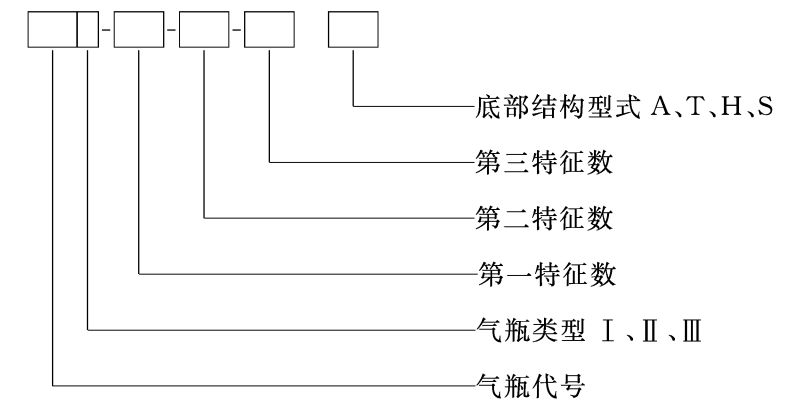 底部结构型式 A、T、H、S
第三特征数
第二特征数
第一特征数
气瓶类型 Ⅰ、Ⅱ、Ⅲ
气瓶代号